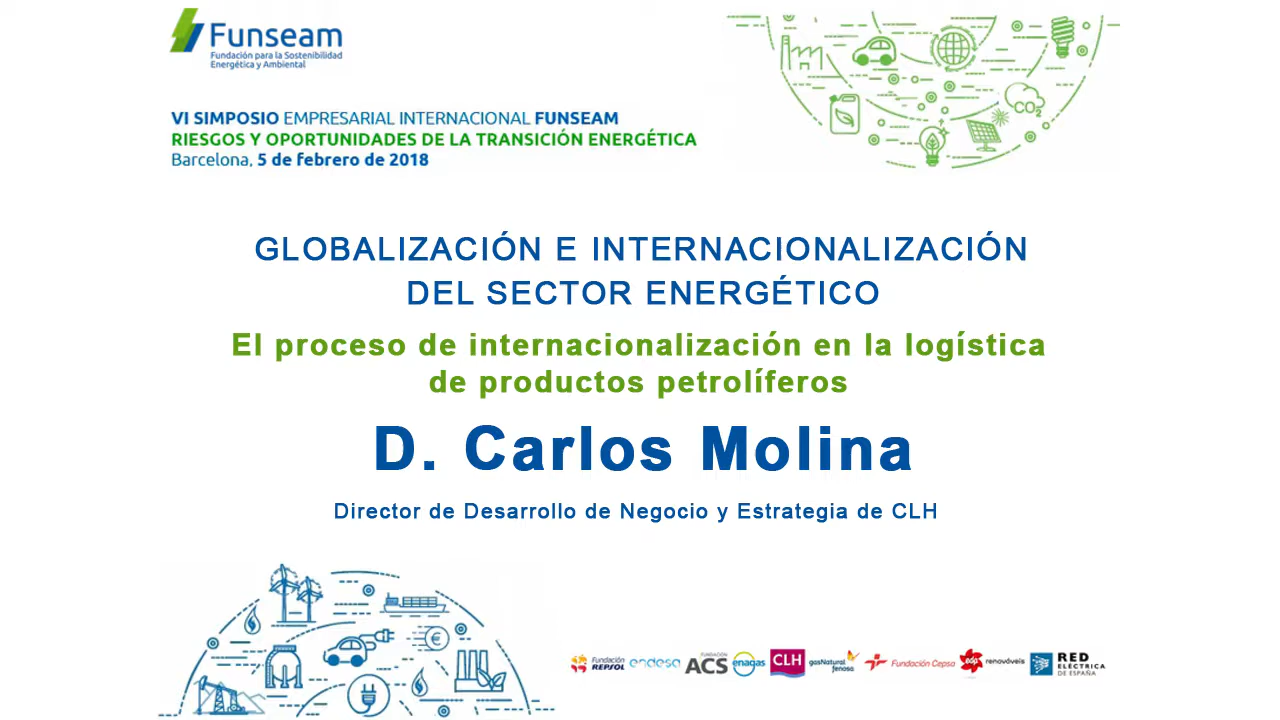 Funseam
Fundación para la Sostenibilidad
Energética y Ambiental
VI SIMPOSIO EMPRESARIAL INTERNACIONAL FUNSEAM
RIESGOS Y OPORTUNIDADES DE LA TRANSICIÓN ENERGÉTICA
Barcelona, 5 de febrero de 2018
CO2
GLOBALIZACIÓN E INTERNACIONALIZACIÓN
DEL SECTOR ENERGÉTICO
El proceso de internacionalización en la logística
de productos petrolíferos
D. Carlos Molina
Director de Desarrollo de Negocio y Estrategia de CLH
€
Fundación
REPSOL
endesa
FUNDACIÓN
ACS
enagas
CLH
gasNatural
fenosa
Fundación Cepsa
edp renováveis
RED
ELÉCTRICA
DE ESPAÑA